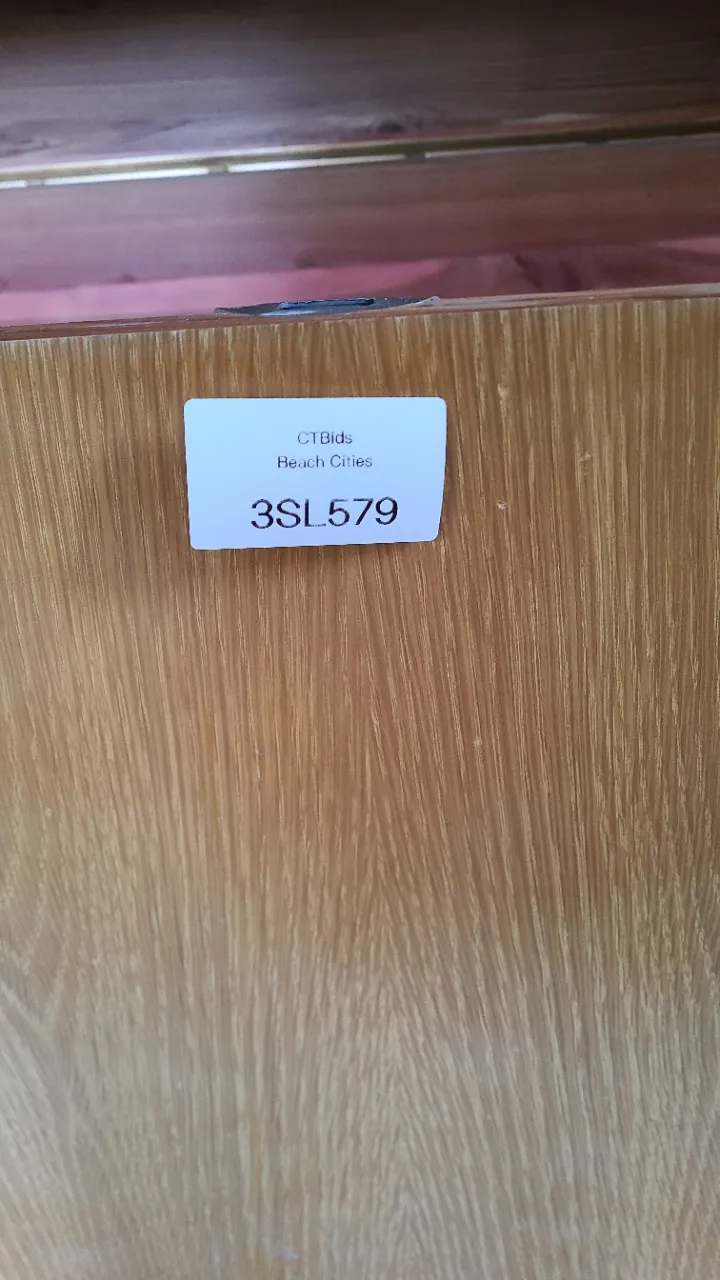 CTBids
Beach Cities
3SL579